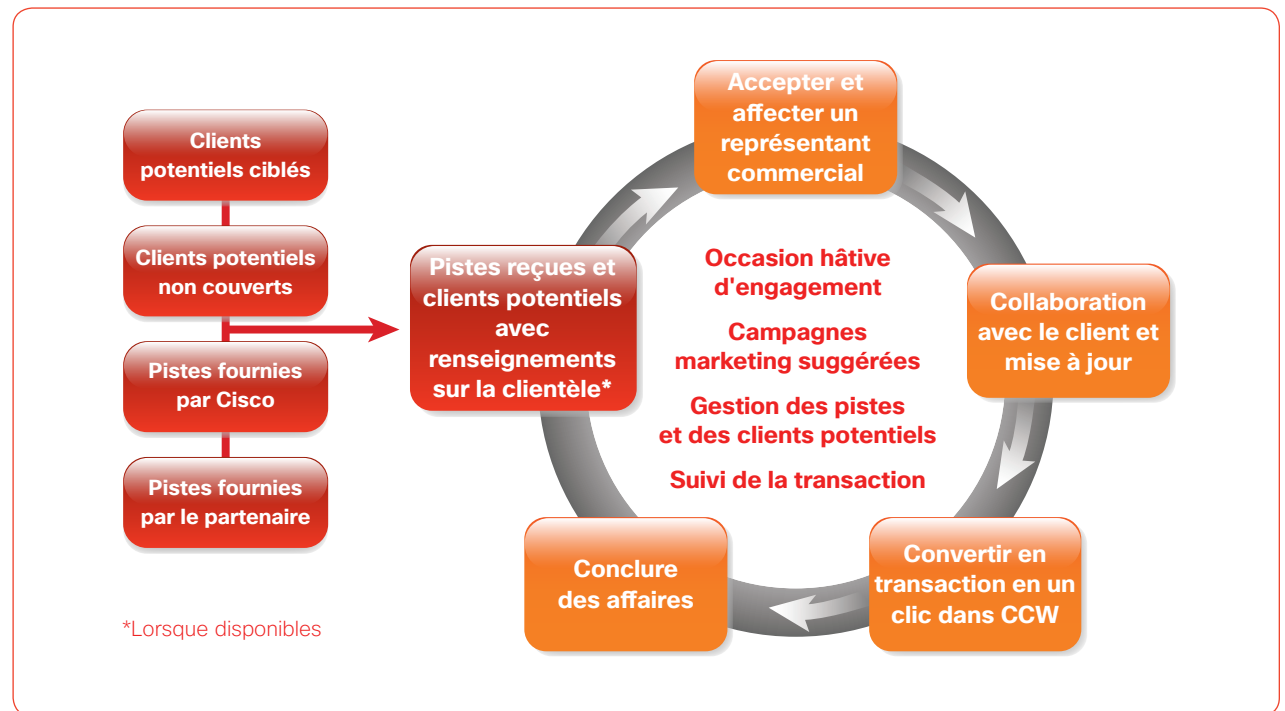 Clients
potentiels ciblés
Clients potentiels
non couverts
Pistes fournies
par Cisco
Pistes fournies
par le partenaire
*Lorsque disponibles
Pistes reçues et
clients potentiels
avec
renseignements
sur la clientèle*
Accepter et
affecter un
représentant
commercial
Collaboration
avec le client et
mise à jour
Convertir en
transaction en un
clic dans CCW
Conclure
des affaires
Occasion hâtive
d'engagement
Campagnes
marketing suggérées
Gestion des pistes
et des clients potentiels
Suivi de la transaction